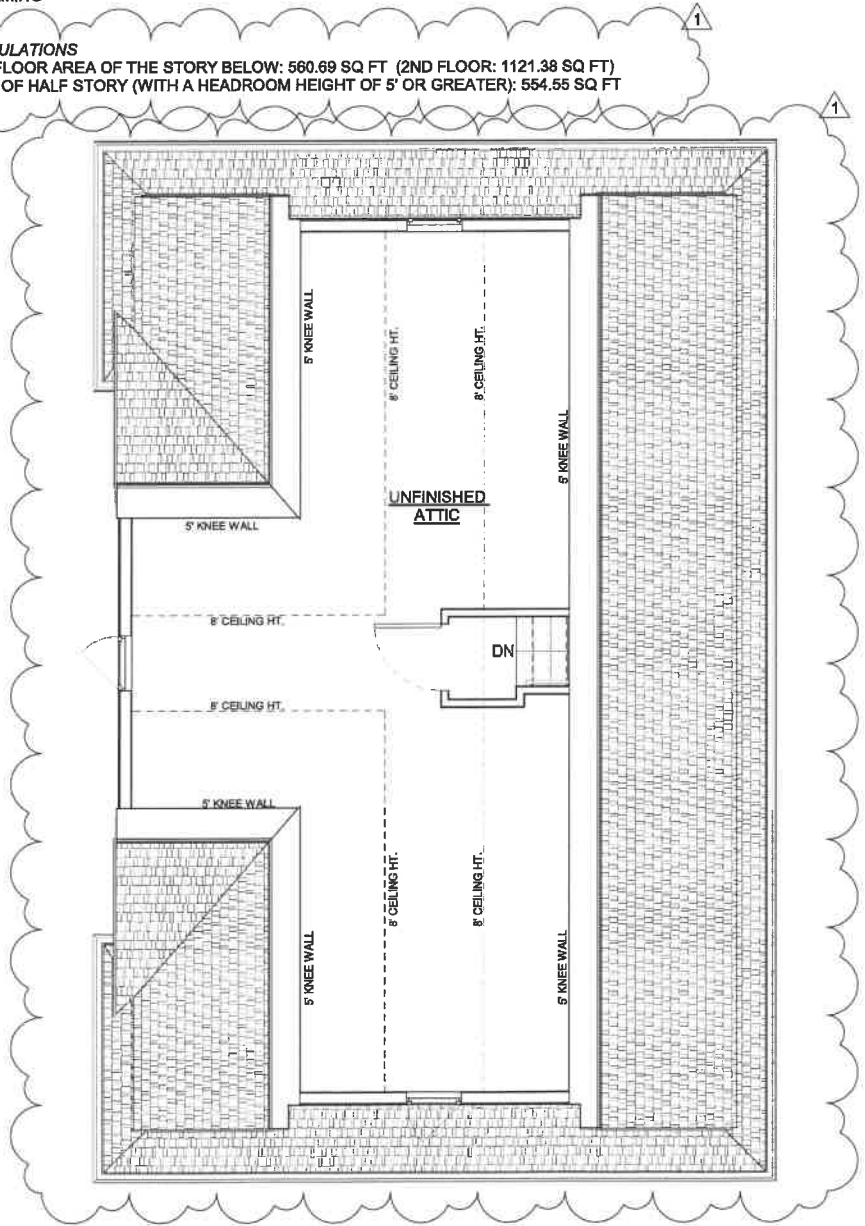 1
ULATIONS
FLOOR AREA OF THE STORY BELOW: 560.69 SQ FT (2ND FLOOR: 1121.38 SQ FT)
OF HALF STORY (WITH A HEADROOM HEIGHT OF 5' OR GREATER): 554.55 SQ FT
1
5' KNEE WALL
8' CEILING HT.
8' CEILING HT.
5' KNEE WALL
UNFINISHED
ATTIC
5' KNEE WALL
8' CEILING HT.
DN
8' CEILING HT.
5' KNEE WALL
8' CEILING HT.
8' CEILING HT.
5' KNEE WALL
5' KNEE WALL